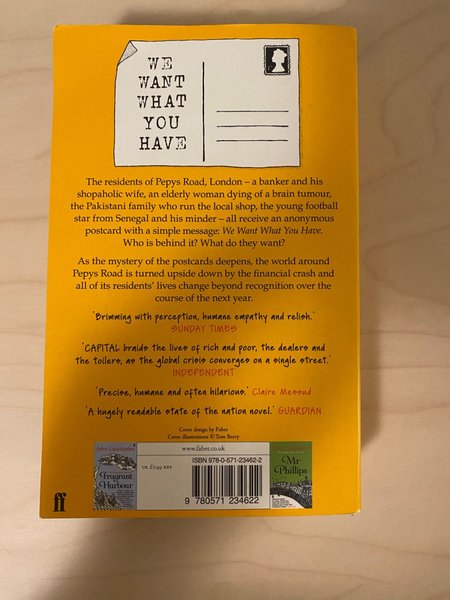 WE
WANT
WHAT
YOU
HAVE
The residents of Pepys Road, London – a banker and his
shopaholic wife, an elderly woman dying of a brain tumour,
the Pakistani family who run the local shop, the young football
star from Senegal and his minder – all receive an anonymous
postcard with a simple message: We Want What You Have.
Who is behind it? What do they want?
As the mystery of the postcards deepens, the world around
Pepys Road is turned upside down by the financial crash and
all of its residents' lives change beyond recognition over the
course of the next year.
'Brimming with perception, humane empathy and relish.'
SUNDAY TIMES
'CAPITAL braids the lives of rich and poor, the dealers and
the toilers, as the global crisis converges on a single street.'
INDEPENDENT
'Precise, humane and often hilarious.' Claire Messud
'A hugely readable state of the nation novel.' GUARDIAN
Cover design by Faber
Cover illustrations © Tom Berry
John Lanchester
Fragrant
Harbour
www.faber.co.uk
UK £7.99 RRP
ISBN 978-0-571-23462-2
9 780571 234622
Mr
Phillips
ff